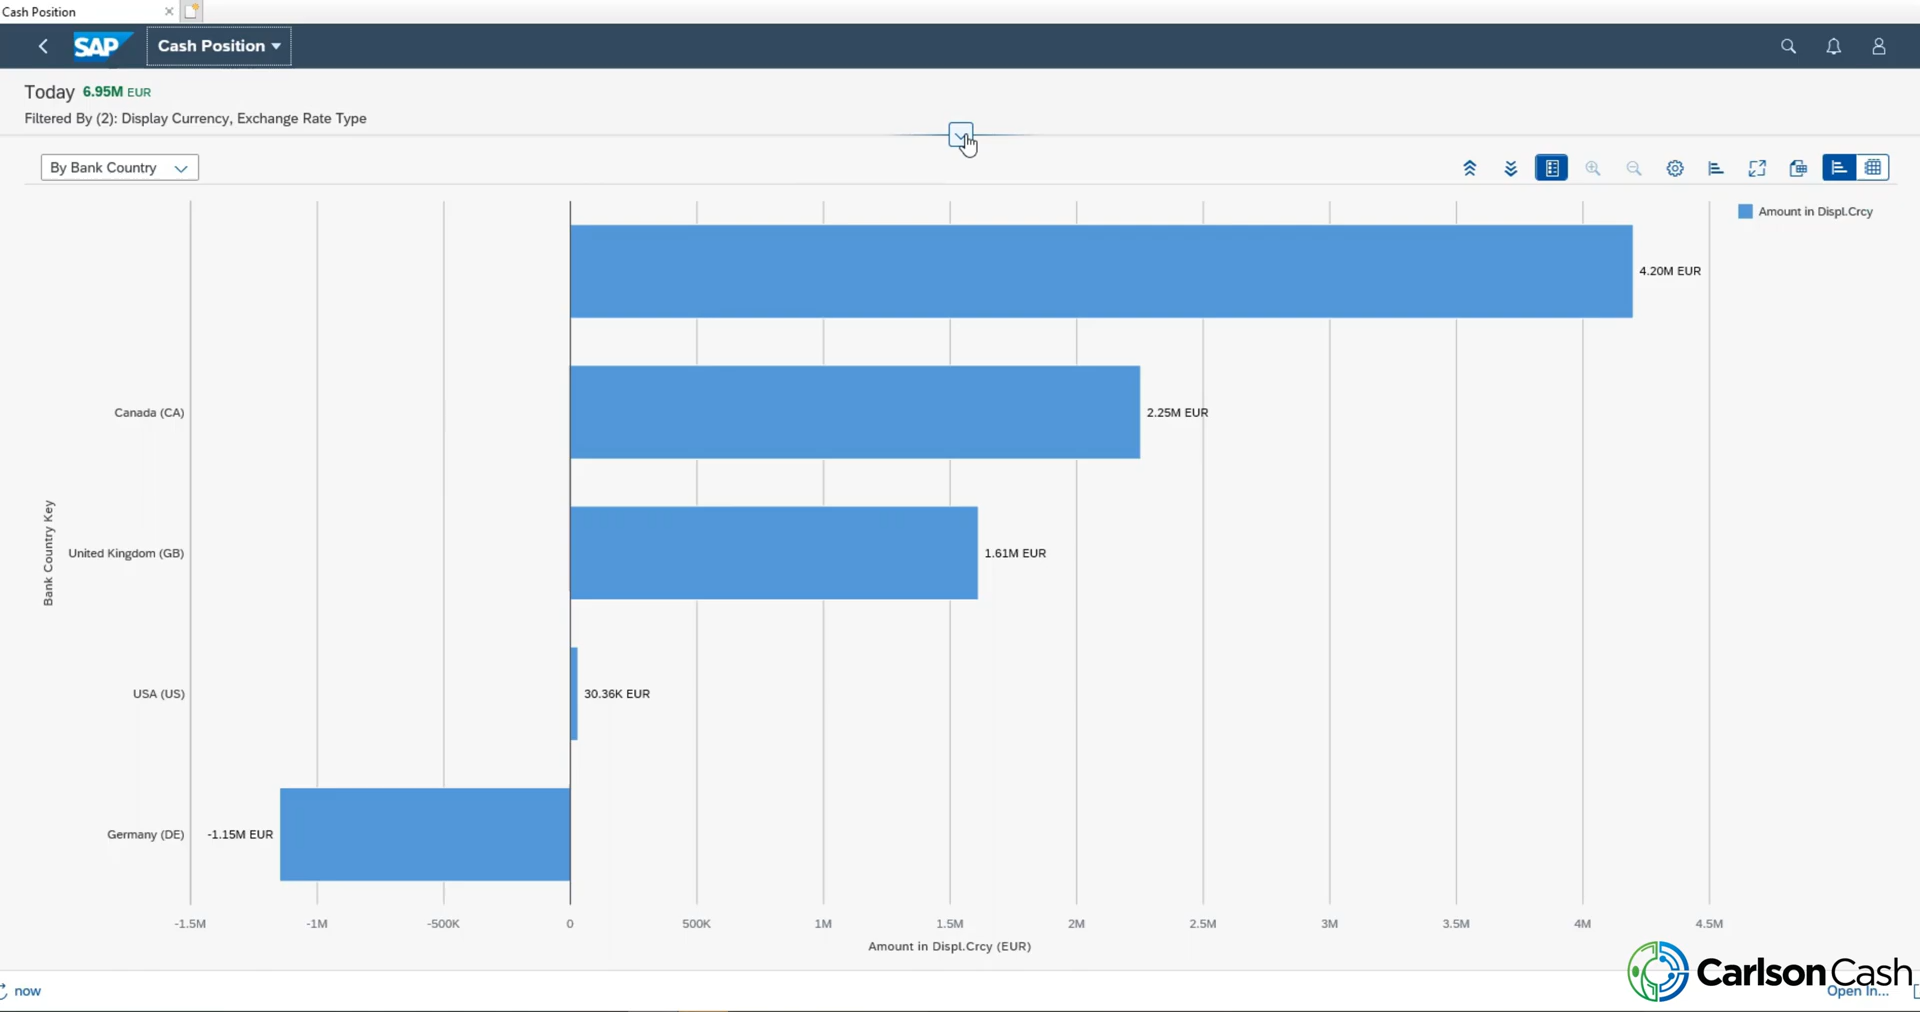 Cash Position
SAP Cash Position
Today 6.95M EUR
Filtered By (2): Display Currency, Exchange Rate Type
By Bank Country
Amount in Displ.Crcy
4.20M EUR
Canada (CA) 2.25M EUR
United Kingdom (GB) 1.61M EUR
USA (US) 30.36K EUR
Germany (DE) -1.15M EUR
Bank Country Key
-1.5M -1M -500K 0 500K 1M 1.5M 2M 2.5M 3M 3.5M 4M 4.5M
Amount in Displ.Crcy (EUR)
CarlsonCash
now Open In...